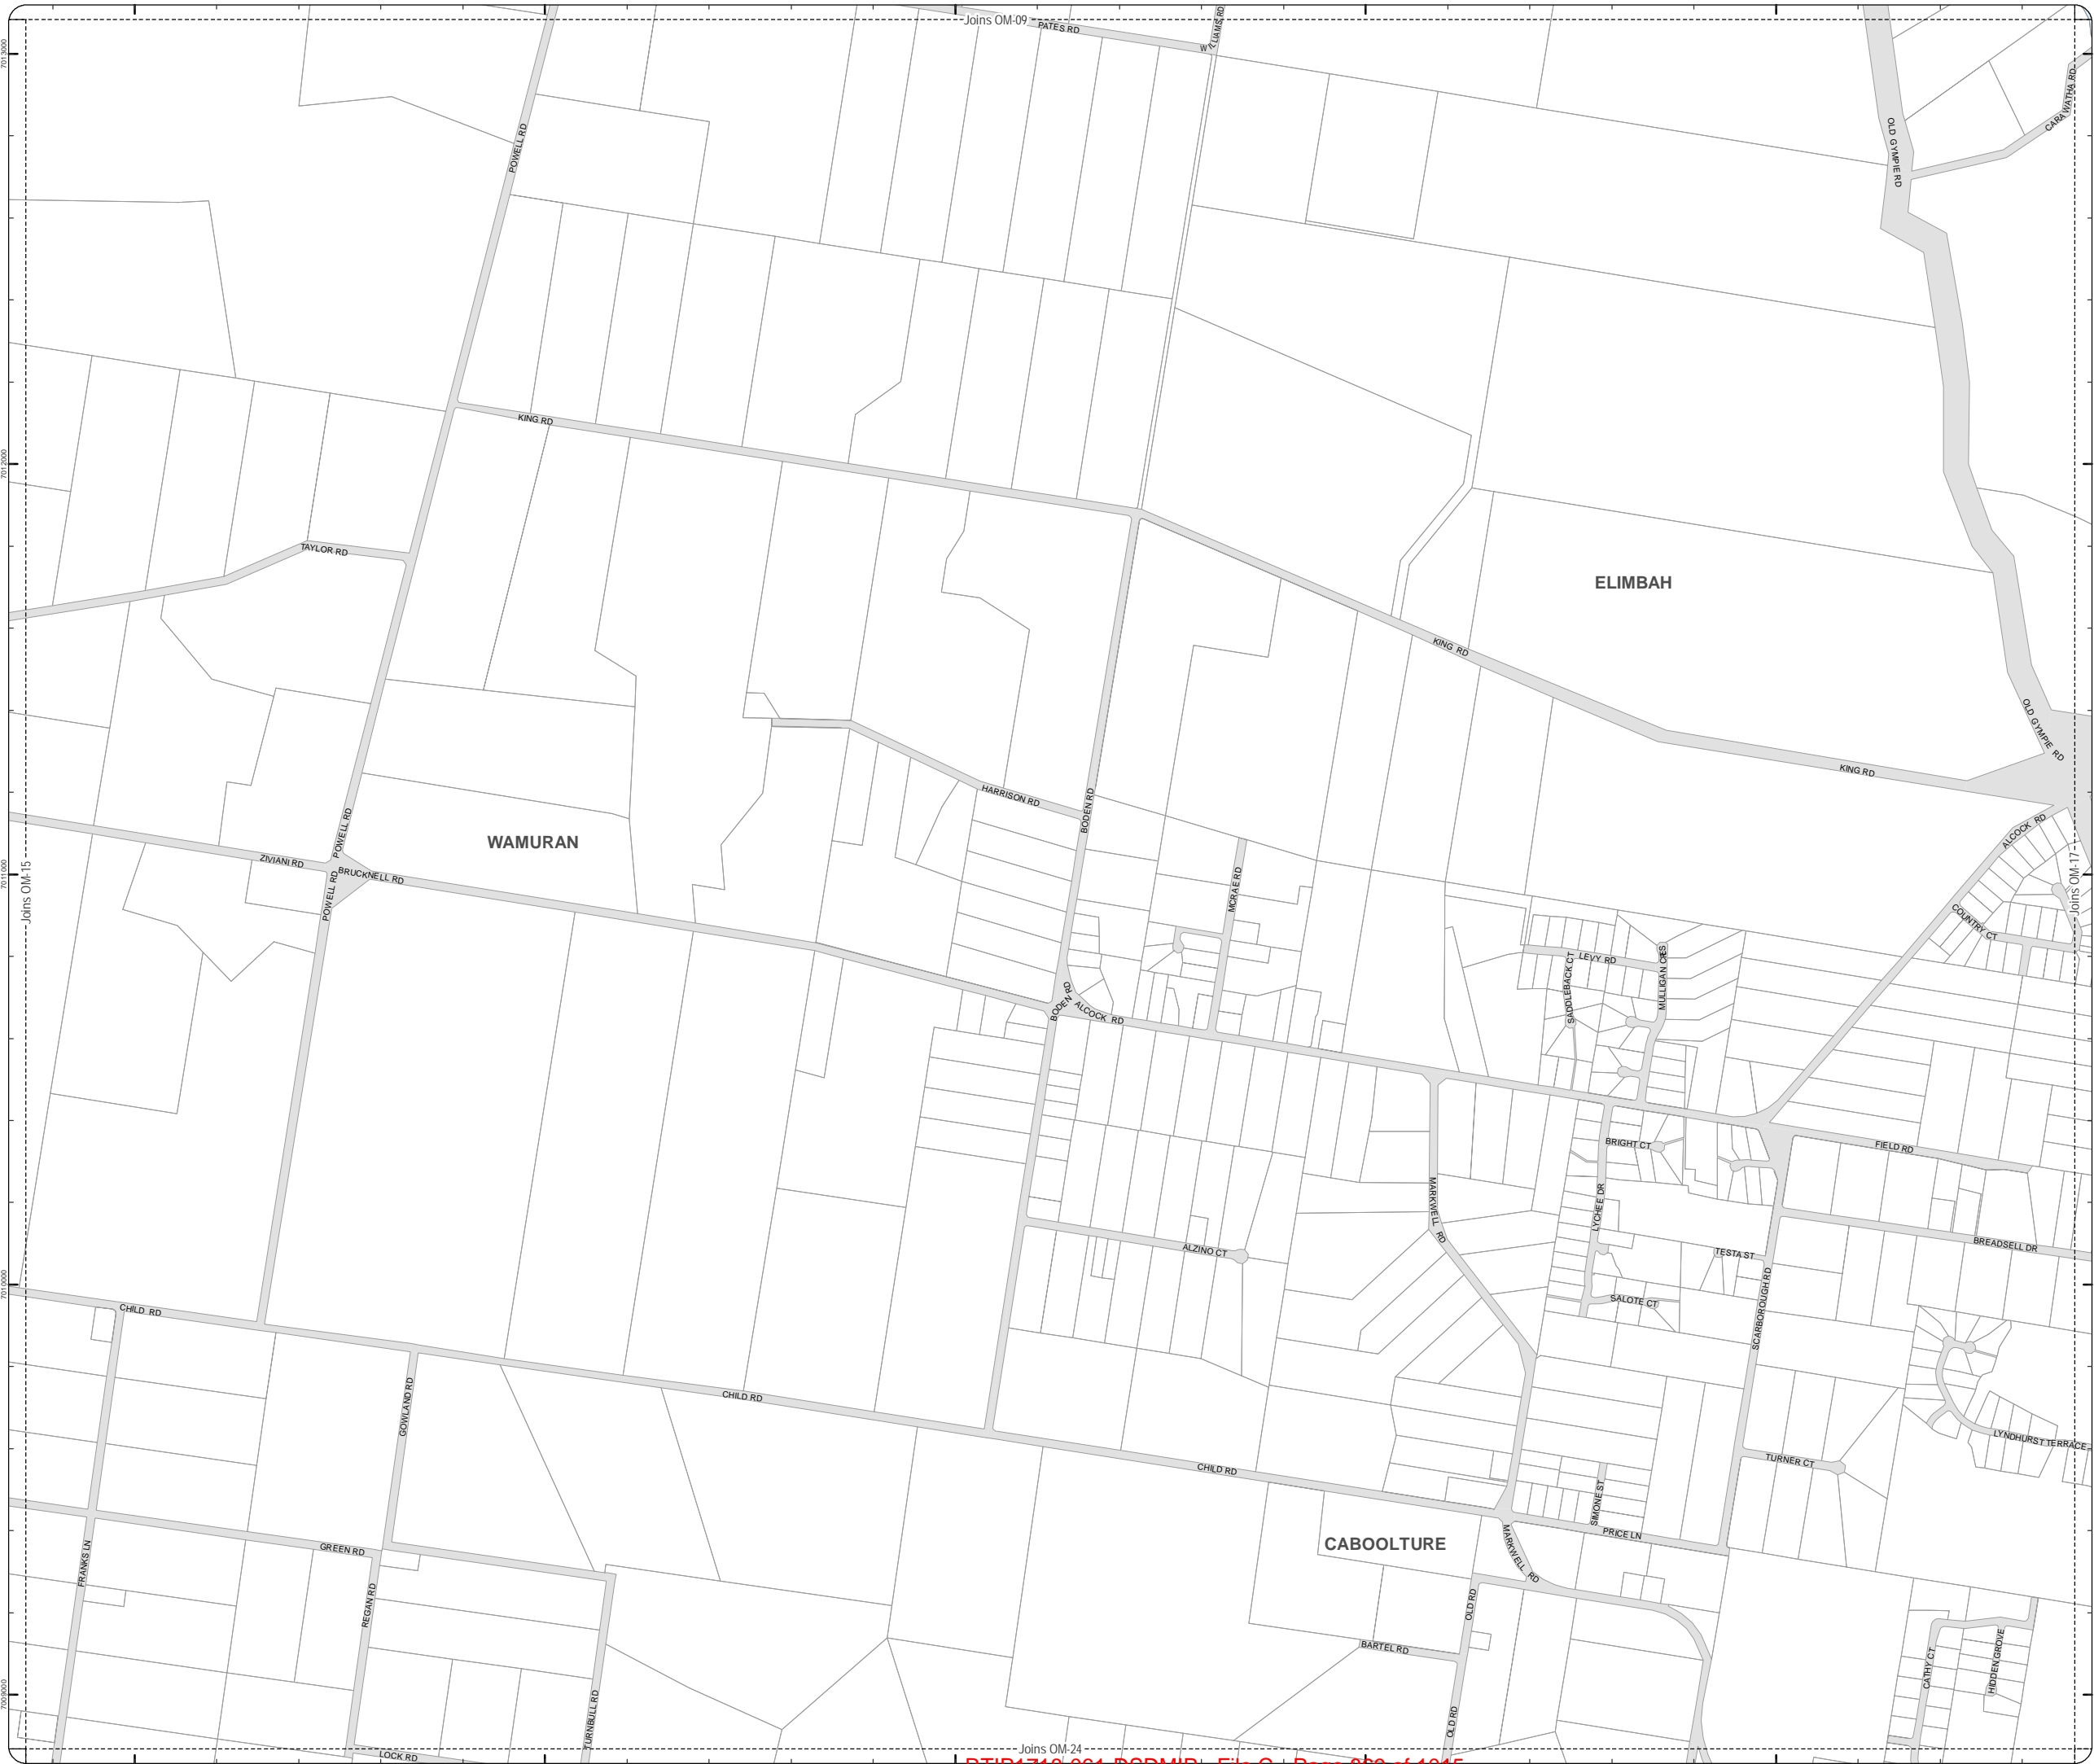 Joins OM-09
PATES RD
WILLIAMS RD
7013000
CARAWATHA RD
OLD GYMPIE RD
POWELL RD
KING RD
7012000
TAYLOR RD
ELIMBAH
KING RD
OLD GYMPIE RD
KING RD
HARRISON RD
BODEN RD
POWELL RD
WAMURAN
ALCOCK RD
ZIVIANI RD
BRUCKNELL RD
POWELL RD
7011000
Joins OM-15
Joins OM-17
MCRAE RD
COUNTRY CT
LEVY RD
SADDLEBACK CT
MULLIGAN CRES
BODEN RD
ALCOCK RD
BRIGHT CT
FIELD RD
MARKWELL RD
LYCHEE DR
ALZINO CT
TESTA ST
BREADSELL DR
7010000
CHILD RD
SALOTE CT
SCARBOROUGH RD
GOWLAND RD
CHILD RD
LYNDHURST TERRACE
CHILD RD
TURNER CT
SIMONE ST
PRICE LN
CABOOLTURE
FRANKS LN
GREEN RD
REGAN RD
MARKWELL RD
OLD RD
BARTEL RD
CATHY CT
HIDDEN GROVE
7009000
TURNBULL RD
OLD RD
LOCK RD
Joins OM-24